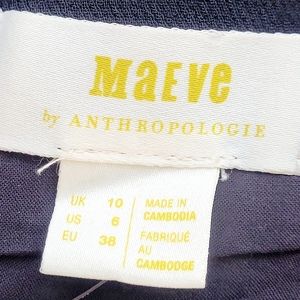 MAEVE
by ANTHROPOLOGIE
UK 10
US 6
EU 38
MADE IN
CAMBODIA
FABRIQUÉ
AU
CAMBODGE